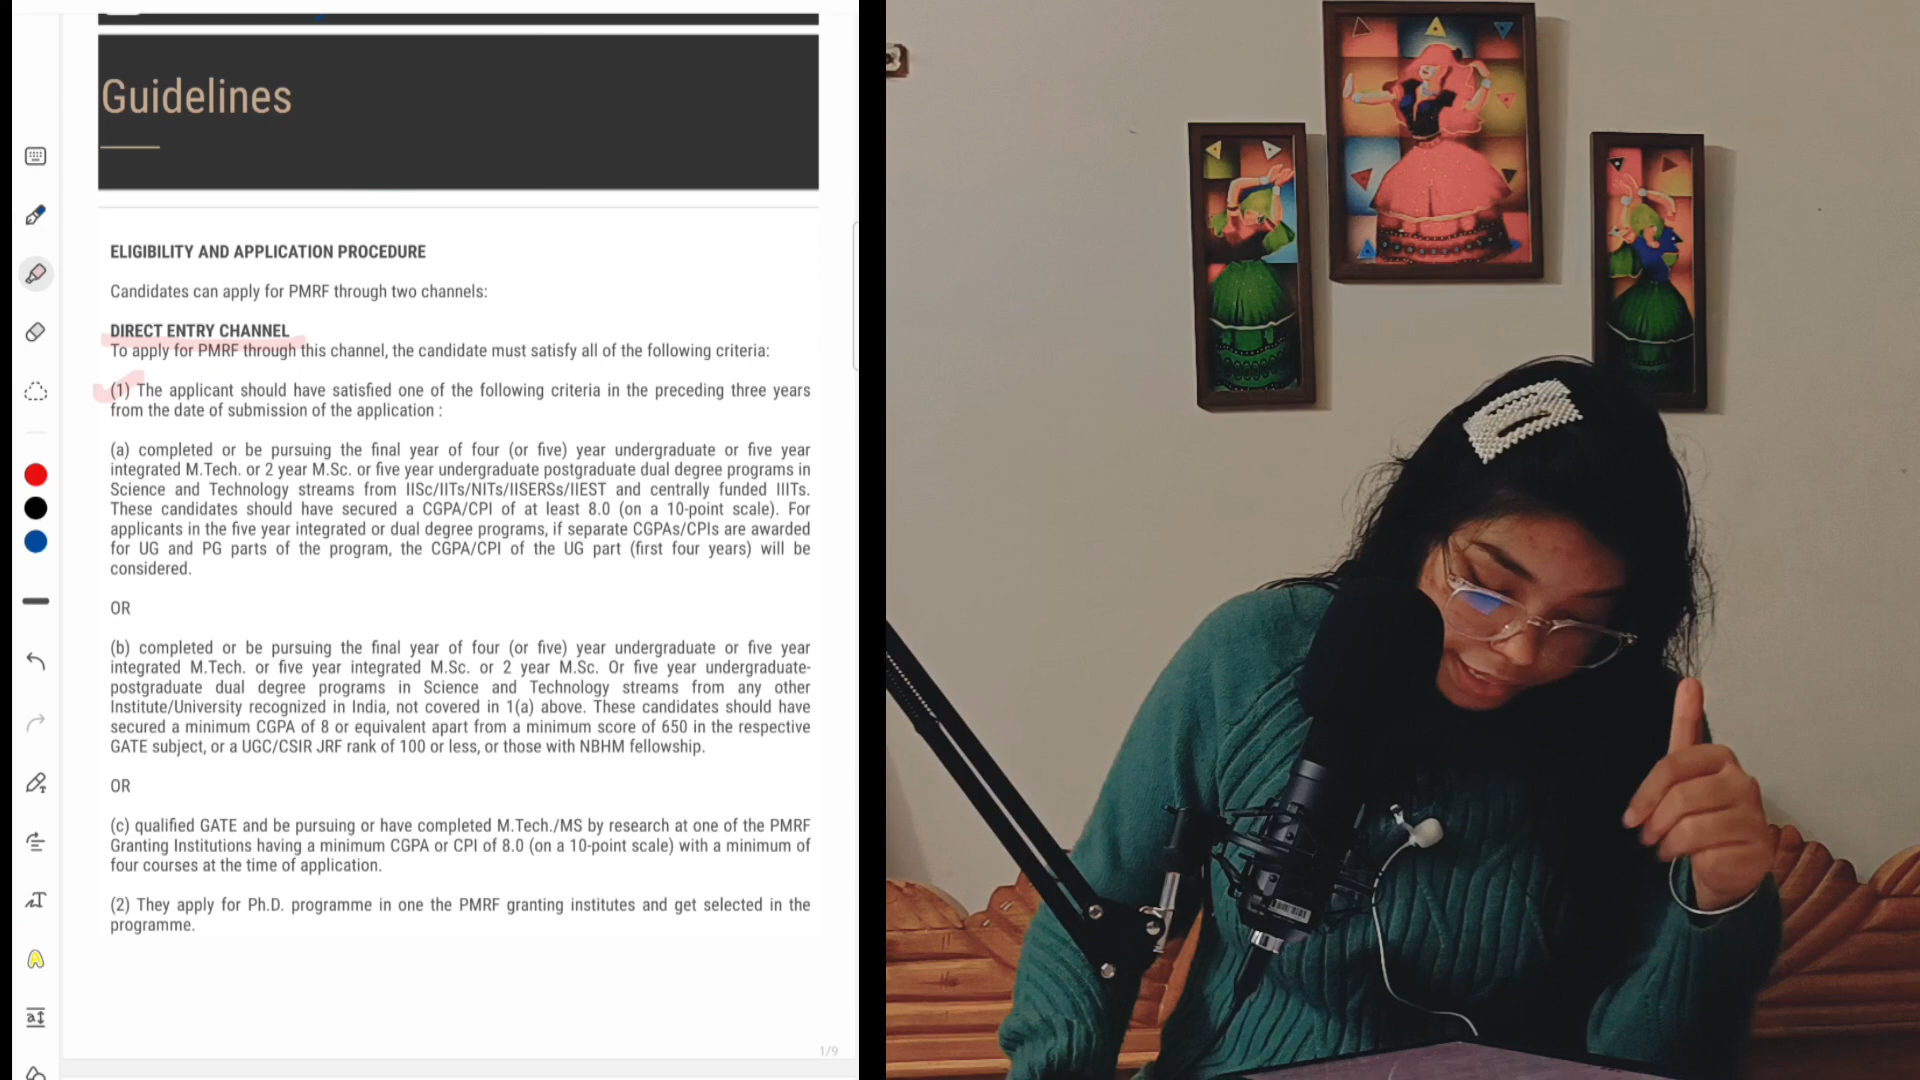 Guidelines
ELIGIBILITY AND APPLICATION PROCEDURE
Candidates can apply for PMRF through two channels:
DIRECT ENTRY CHANNEL
To apply for PMRF through this channel, the candidate must satisfy all of the following criteria:
(1) The applicant should have satisfied one of the following criteria in the preceding three years
from the date of submission of the application :
(a) completed or be pursuing the final year of four (or five) year undergraduate or five year
integrated M.Tech. or 2 year M.Sc. or five year undergraduate postgraduate dual degree programs in
Science and Technology streams from IISc/IITs/NITs/IISERSs/IIEST and centrally funded IIITs.
These candidates should have secured a CGPA/CPI of at least 8.0 (on a 10-point scale). For
applicants in the five year integrated or dual degree programs, if separate CGPAs/CPIs are awarded
for UG and PG parts of the program, the CGPA/CPI of the UG part (first four years) will be
considered.
OR
(b) completed or be pursuing the final year of four (or five) year undergraduate or five year
integrated M.Tech. or five year integrated M.Sc. or 2 year M.Sc. Or five year undergraduate-
postgraduate dual degree programs in Science and Technology streams from any other
Institute/University recognized in India, not covered in 1(a) above. These candidates should have
secured a minimum CGPA of 8 or equivalent apart from a minimum score of 650 in the respective
GATE subject, or a UGC/CSIR JRF rank of 100 or less, or those with NBHM fellowship.
OR
(c) qualified GATE and be pursuing or have completed M.Tech./MS by research at one of the PMRF
Granting Institutions having a minimum CGPA or CPI of 8.0 (on a 10-point scale) with a minimum of
four courses at the time of application.
(2) They apply for Ph.D. programme in one the PMRF granting institutes and get selected in the
programme.
1/9